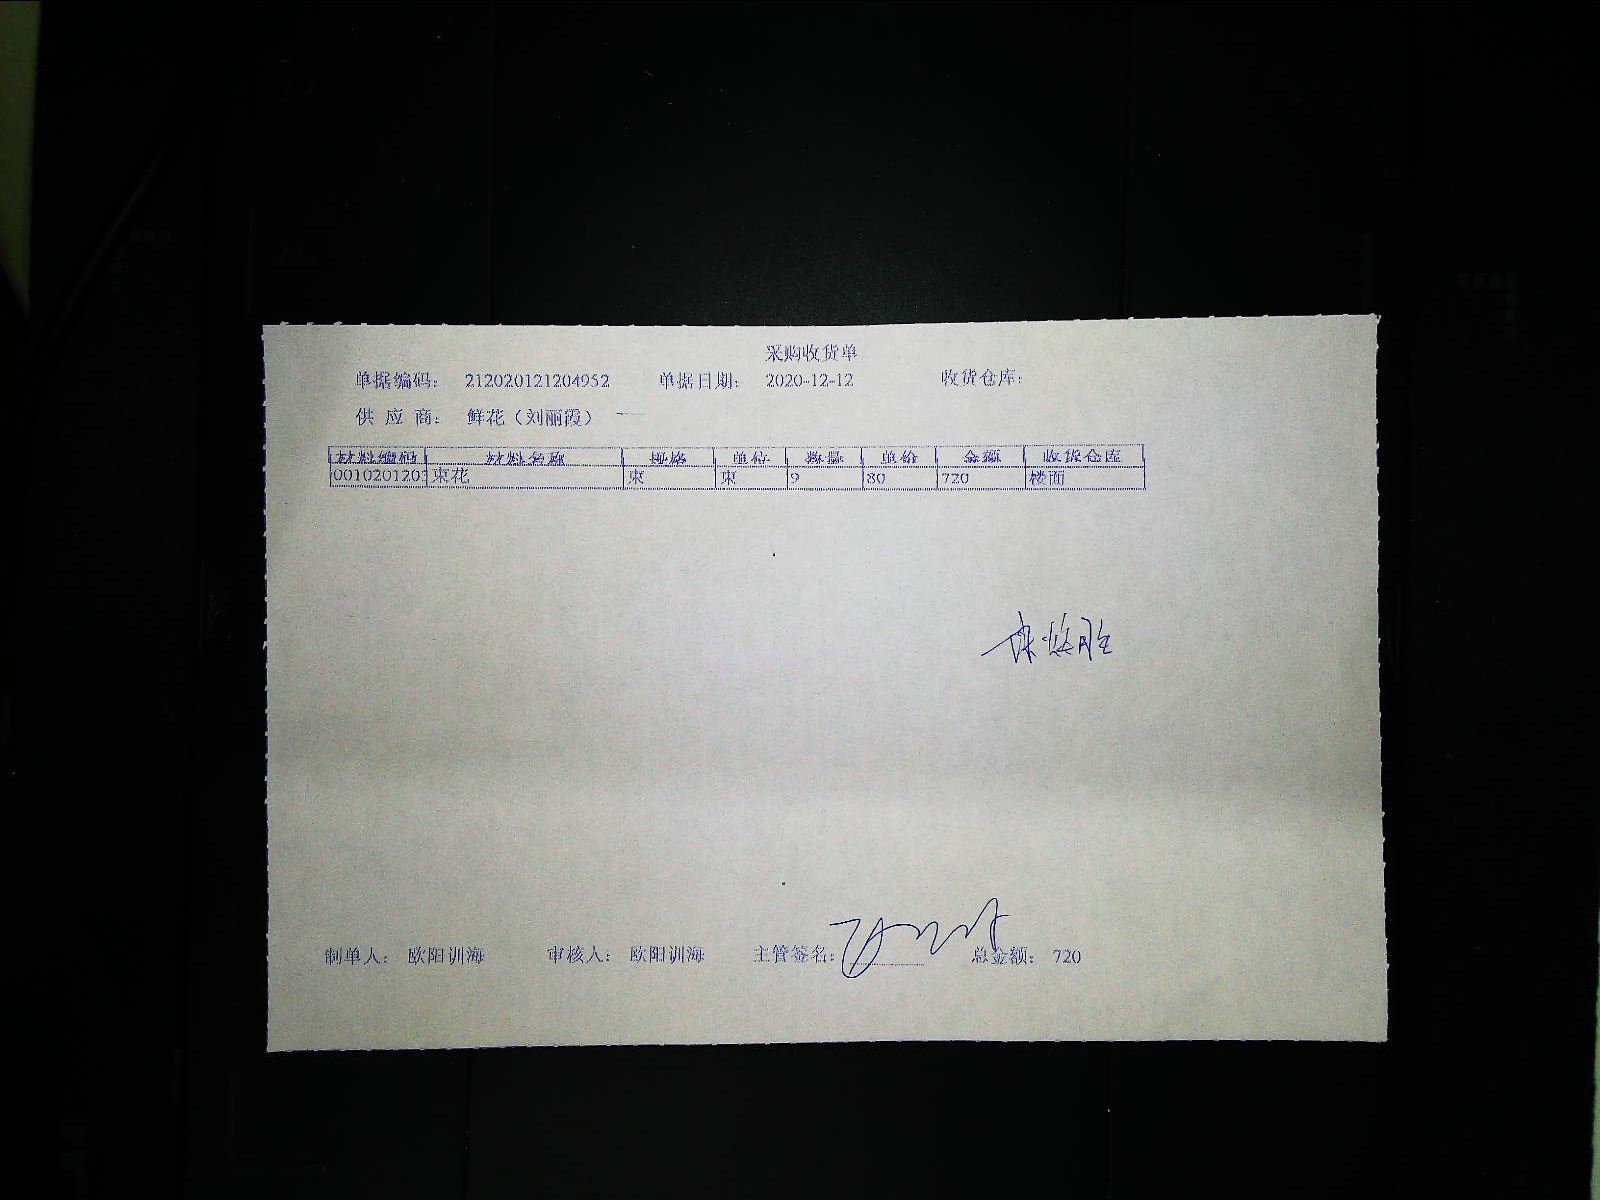 采购收货单
单据编码： 212020121204952 单据日期： 2020-12-12 收货仓库：
供 应 商： 鲜花（刘丽霞）
材料编码 材料名称 规格 单位 数量 单价 金额 收货仓库
001020120 束花 束 束 9 80 720 楼面
制单人： 欧阳训海 审核人： 欧阳训海 主管签名： 总金额： 720